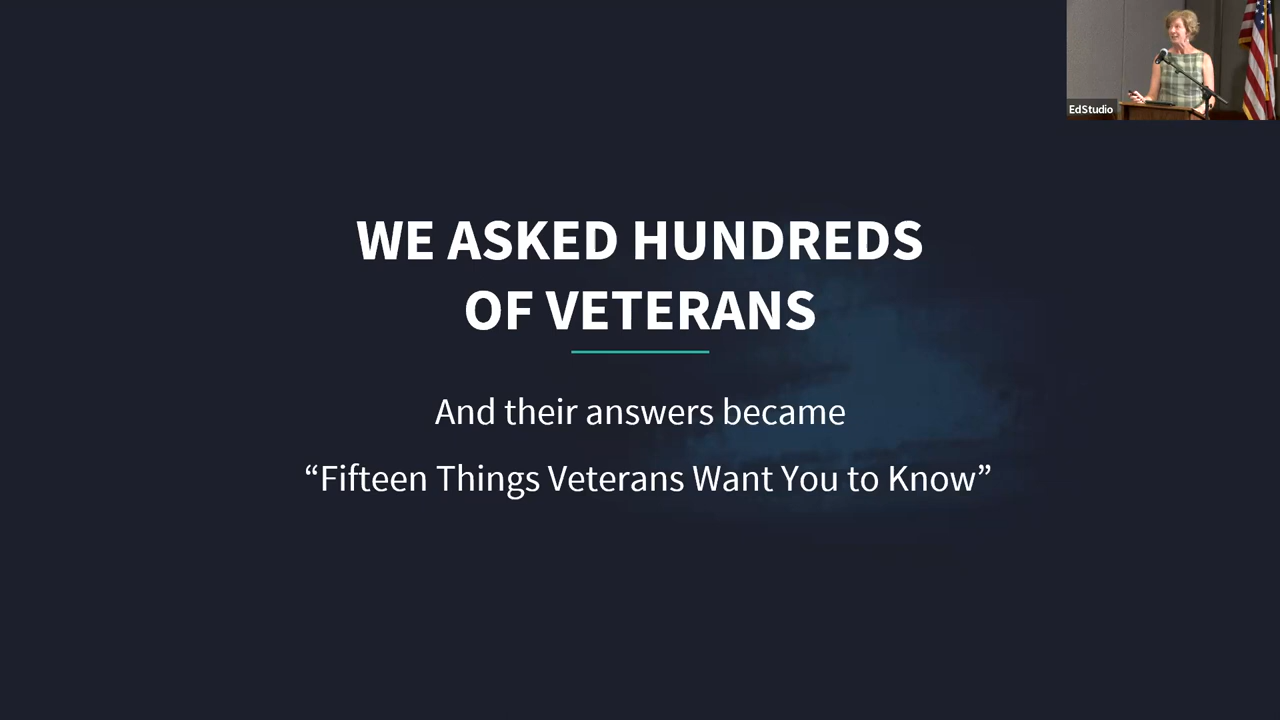 EdStudio
WE ASKED HUNDREDS
OF VETERANS
And their answers became
“Fifteen Things Veterans Want You to Know”